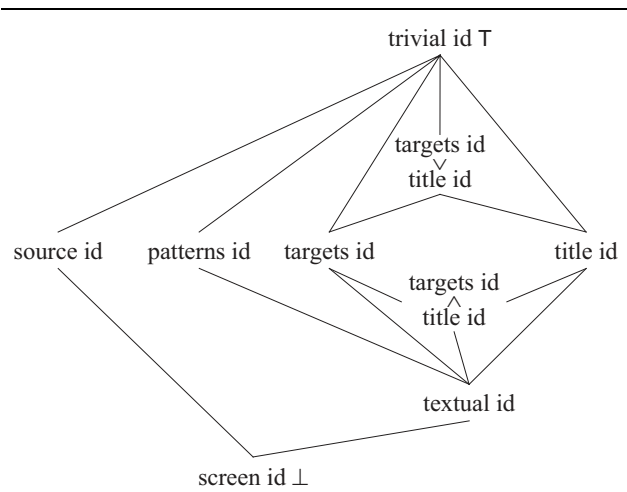 trivial id ⊤
targets id
∨
title id
source id
patterns id
targets id
title id
targets id
∧
title id
textual id
screen id ⊥